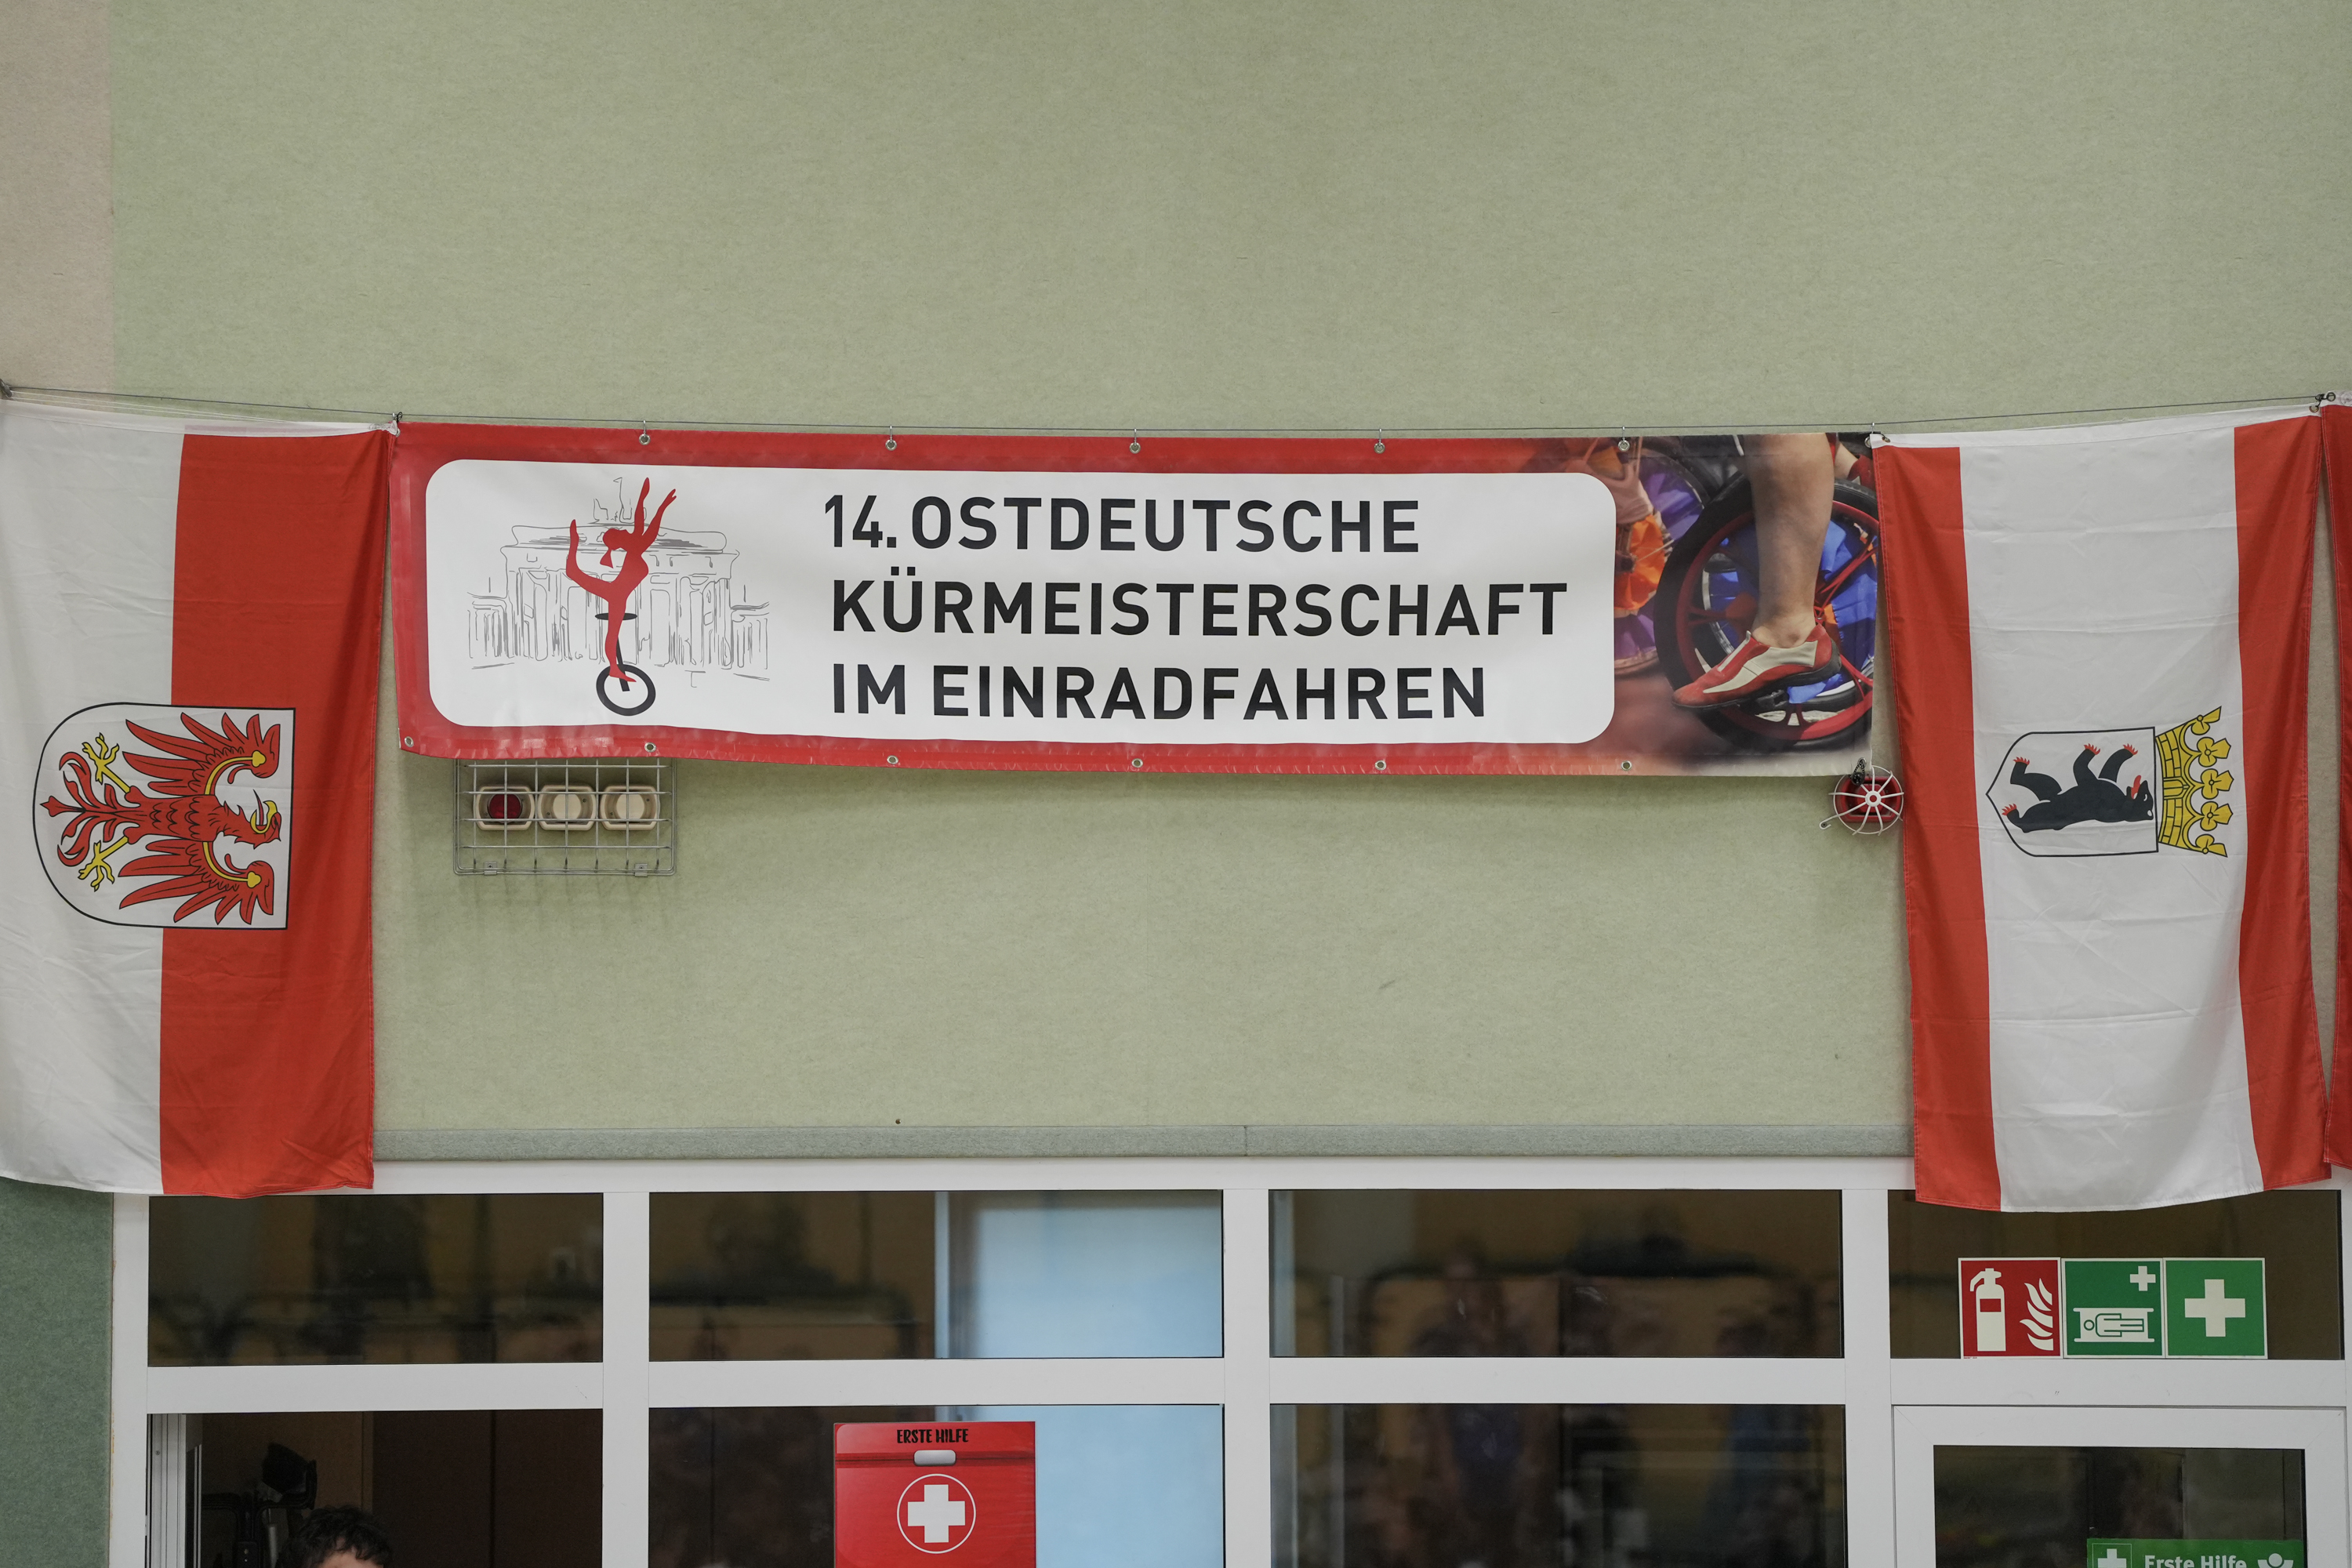 14. OSTDEUTSCHE
KÜRMEISTERSCHAFT
IM EINRADFAHREN
ERSTE HILFE
Erste Hilfe